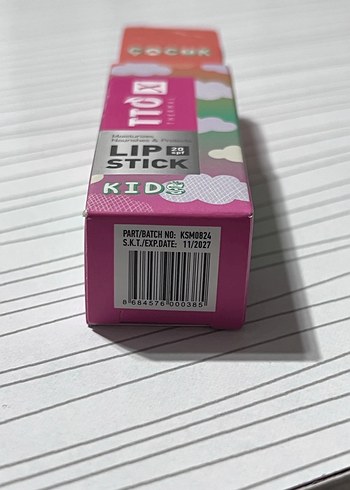 ÇOCUK
TTO
THERMAL
Moisturizes,
Nourishes & Protects
LIP 20 SPF
STICK
KIDS
PART/BATCH NO: KSM0824
S.K.T./EXP.DATE: 11/2027
8 684576 000385